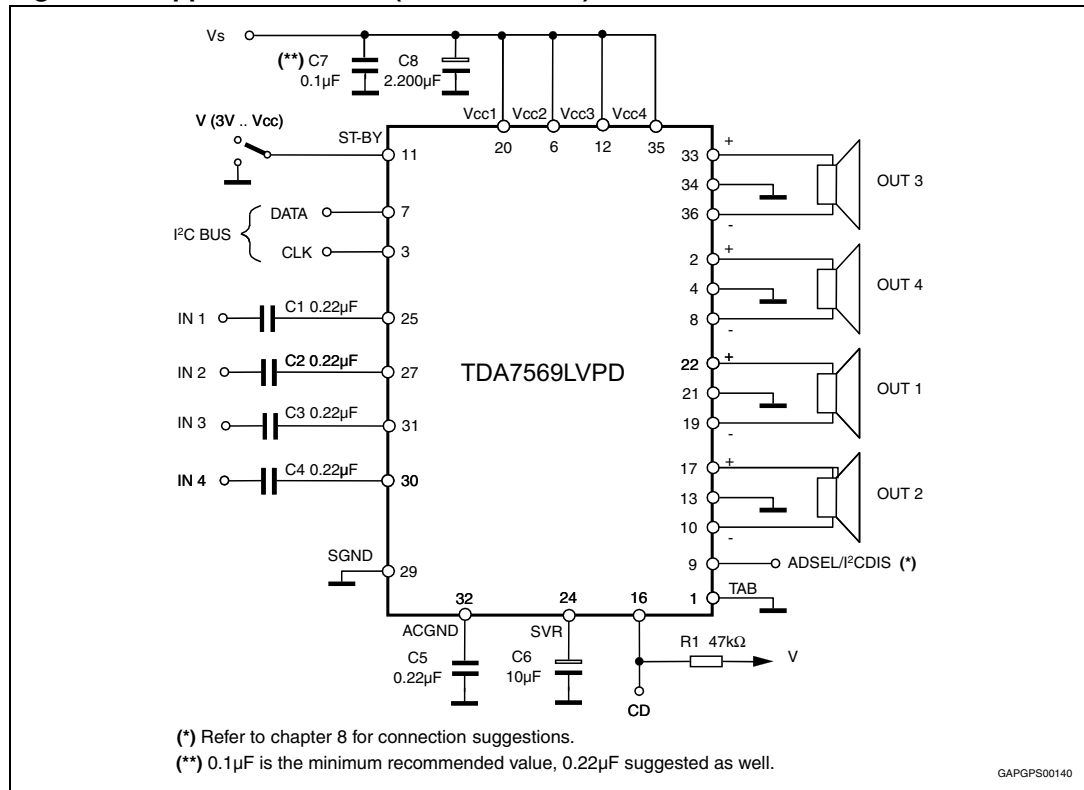 Vs
(**) C7
0.1µF
C8
2.200µF
V (3V .. Vcc)
ST-BY
11
Vcc1
Vcc2
Vcc3
Vcc4
20
6
12
35
I²C BUS
DATA
7
CLK
3
IN 1
C1 0.22µF
25
IN 2
C2 0.22µF
27
IN 3
C3 0.22µF
31
IN 4
C4 0.22µF
30
TDA7569LVPD
33
+
34
36
-
OUT 3
2
+
4
8
-
OUT 4
22
+
21
19
-
OUT 1
17
+
13
10
-
OUT 2
9
ADSEL/I²CDIS (*)
1
TAB
SGND
29
32
24
16
ACGND
SVR
C5
0.22µF
C6
10µF
R1 47kΩ
V
CD
(*) Refer to chapter 8 for connection suggestions.
(**) 0.1µF is the minimum recommended value, 0.22µF suggested as well.
GAPGPS00140